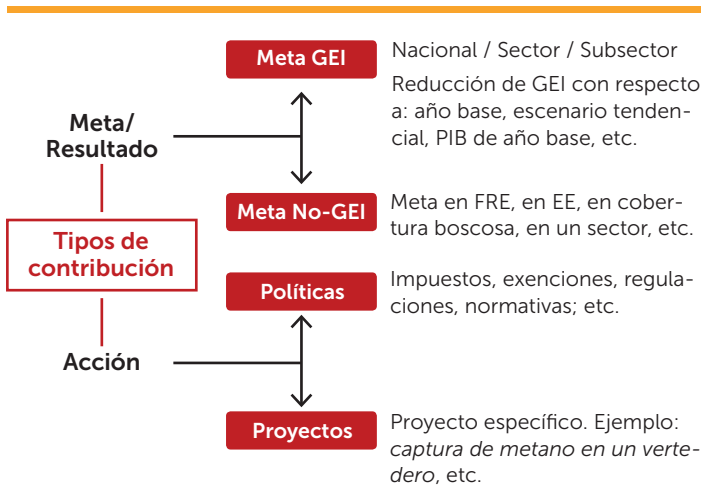 Meta GEI
Nacional / Sector / Subsector
Reducción de GEI con respecto
a: año base, escenario tenden-
cial, PIB de año base, etc.
Meta/
Resultado
Meta No-GEI
Meta en FRE, en EE, en cober-
tura boscosa, en un sector, etc.
Tipos de
contribución
Políticas
Impuestos, exenciones, regula-
ciones, normativas; etc.
Acción
Proyectos
Proyecto específico. Ejemplo:
captura de metano en un verte-
dero, etc.